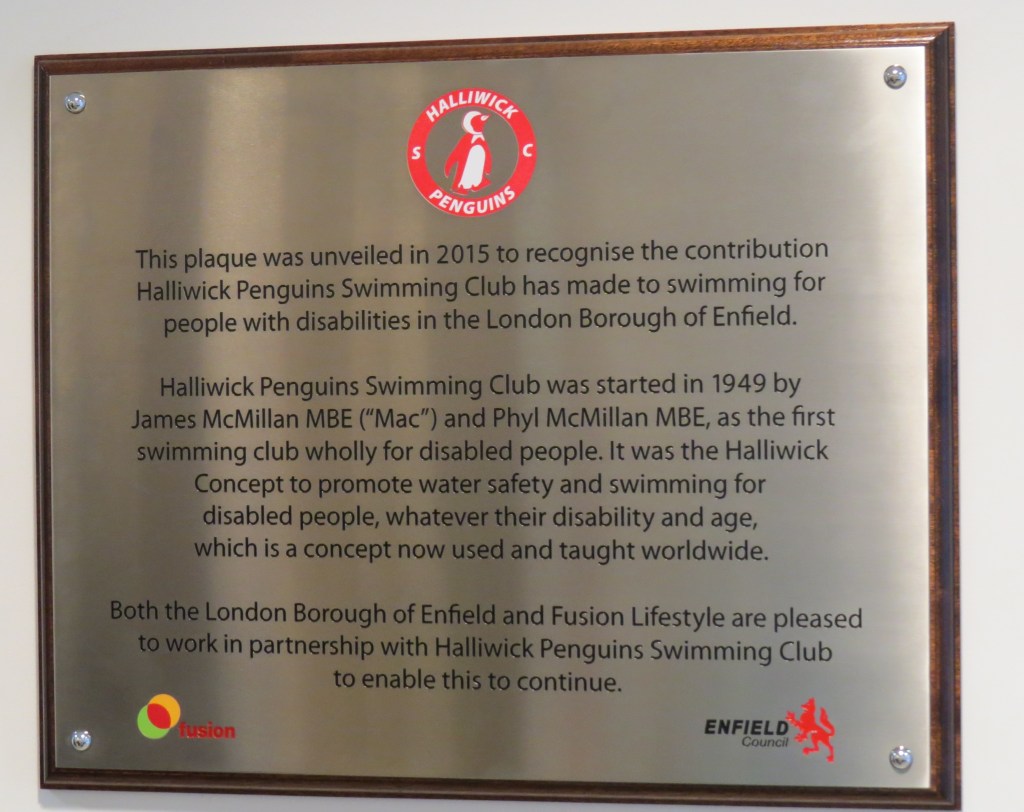 HALLIWICK
S C
PENGUINS
This plaque was unveiled in 2015 to recognise the contribution
Halliwick Penguins Swimming Club has made to swimming for
people with disabilities in the London Borough of Enfield.
Halliwick Penguins Swimming Club was started in 1949 by
James McMillan MBE (“Mac”) and Phyl McMillan MBE, as the first
swimming club wholly for disabled people. It was the Halliwick
Concept to promote water safety and swimming for
disabled people, whatever their disability and age,
which is a concept now used and taught worldwide.
Both the London Borough of Enfield and Fusion Lifestyle are pleased
to work in partnership with Halliwick Penguins Swimming Club
to enable this to continue.
fusion
ENFIELD
Council